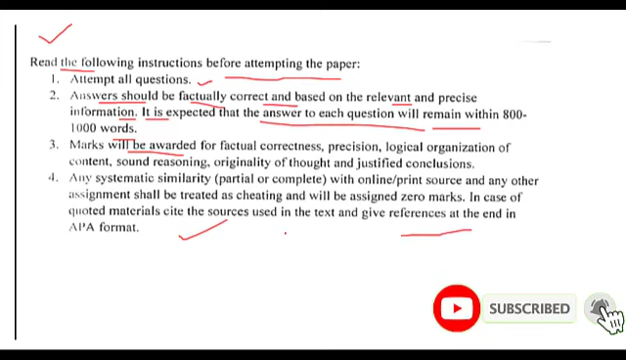 Read the following instructions before attempting the paper:
1. Attempt all questions.
2. Answers should be factually correct and based on the relevant and precise
information. It is expected that the answer to each question will remain within 800-
1000 words.
3. Marks will be awarded for factual correctness, precision, logical organization of
content, sound reasoning, originality of thought and justified conclusions.
4. Any systematic similarity (partial or complete) with online/print source and any other
assignment shall be treated as cheating and will be assigned zero marks. In case of
quoted materials cite the sources used in the text and give references at the end in
APA format.
SUBSCRIBED